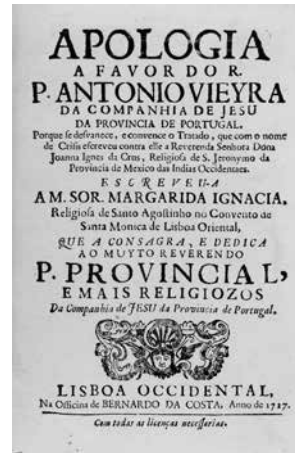 APOLOGIA
A FAVOR DO R.
P. ANTONIO VIEYRA
DA COMPANHIA DE JESU
DA PROVINCIA DE PORTUGAL.
Porque se desvanece, e convence o Tratado, que com o nome
de Crisis escreveu contra elle a Reverenda Senhora Dona
Joanna Ignes da Cruz, Religiosa de S. Jeronymo da
Provincia de Mexico das Indias Occidentaes.
ESCREVEU-A
A M. SOR. MARGARIDA IGNACIA,
Religiosa de Santo Agostinho no Convento de
Santa Monica de Lisboa Oriental,
QUE A CONSAGRA, E DEDICA
AO MUYTO REVERENDO
P. PROVINCIAL,
E MAIS RELIGIOZOS
Da Companhia de JESU da Provincia de Portugal.
LISBOA OCCIDENTAL,
Na Officina de BERNARDO DA COSTA, Anno de 1727.
Com todas as licenças necessarias.